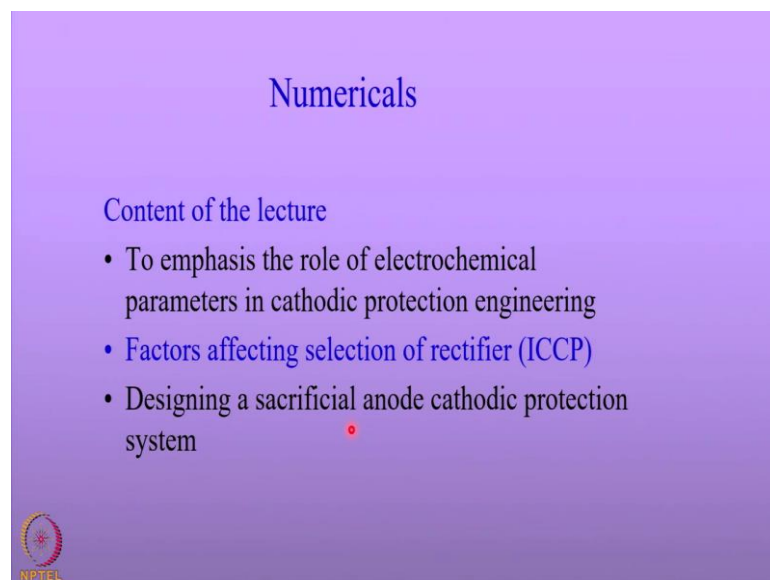 Numericals
Content of the lecture
• To emphasis the role of electrochemical
parameters in cathodic protection engineering
• Factors affecting selection of rectifier (ICCP)
• Designing a sacrificial anode cathodic protection
system
NPTEL